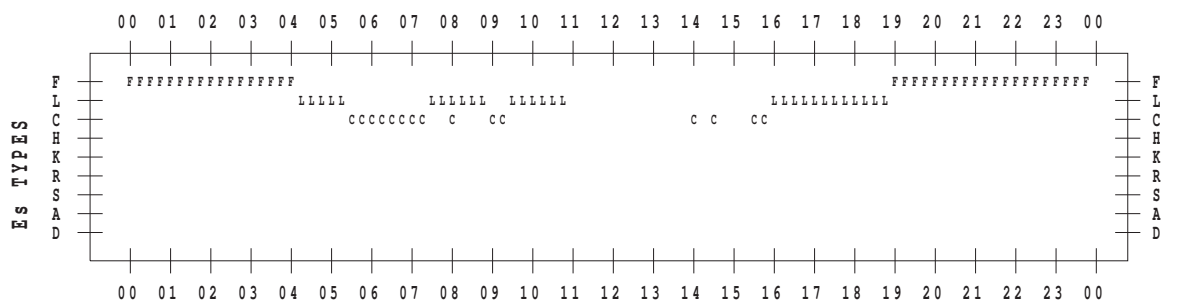 00 01 02 03 04 05 06 07 08 09 10 11 12 13 14 15 16 17 18 19 20 21 22 23 00
F FFFFFFFFFFFFFFFFF FFFFFFFFFFFFFFFFFFFF F
L LLLLL LLLLLL LLLLLL LLLLLLLLLLLL L
C CCCCCCCC C CC C C CC C
H H
K K
R R
S S
A A
D D
Es TYPES
00 01 02 03 04 05 06 07 08 09 10 11 12 13 14 15 16 17 18 19 20 21 22 23 00